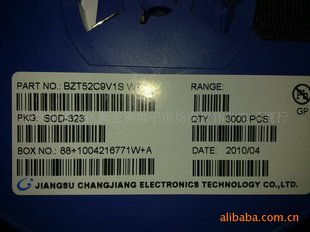 PART NO.: BZT52C9V1S
RANGE:
PKG. SOD-323
QTY: 3000 PCS
GP
BOX NO.: 88+1004216771W+A
DATE: 2010/04
JIANGSU CHANGJIANG ELECTRONICS TECHNOLOGY CO.,LTD.
alibaba.com.cn